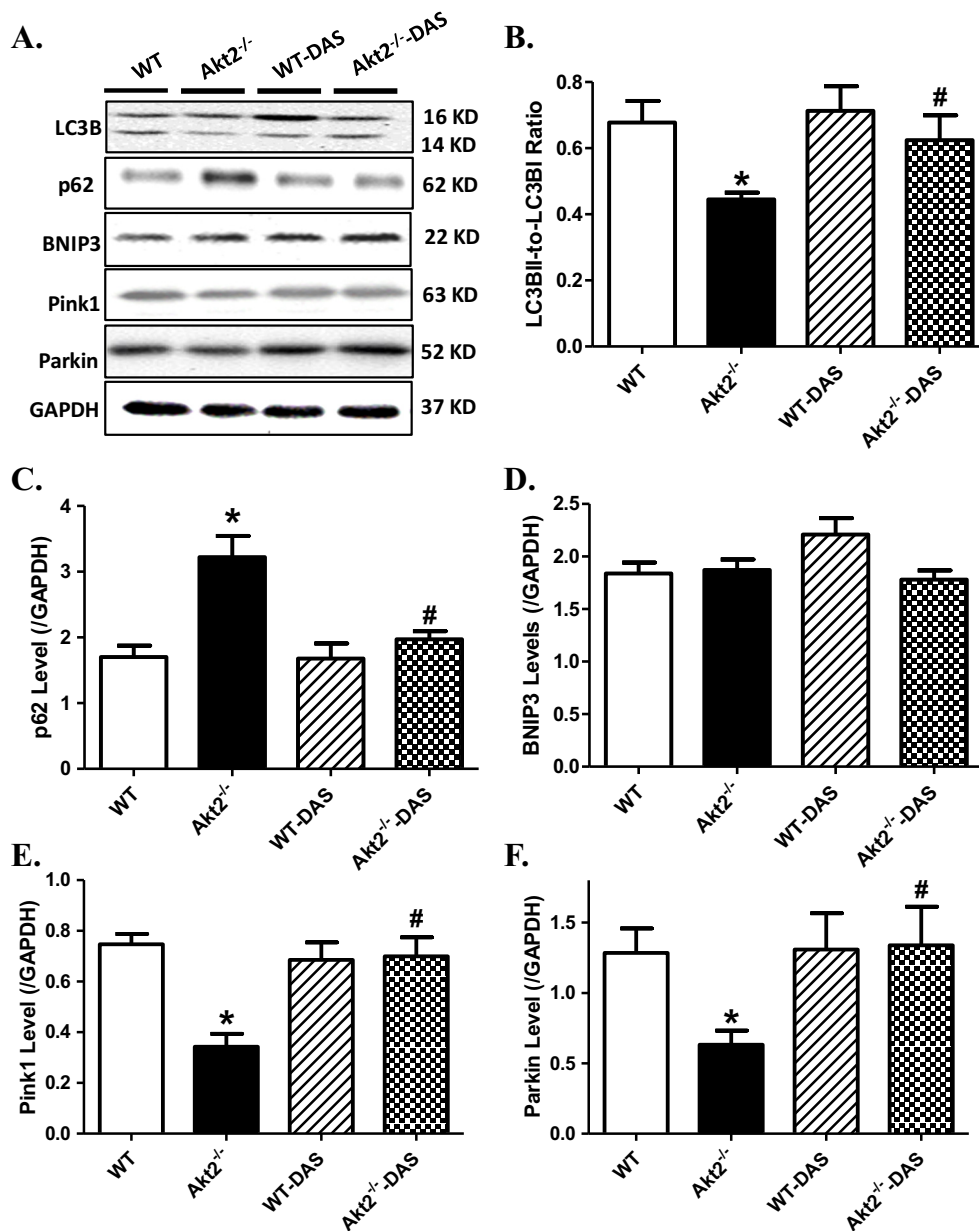 A.
WT Akt2-/- WT-DAS Akt2-/--DAS
LC3B 16 KD
14 KD
p62 62 KD
BNIP3 22 KD
Pink1 63 KD
Parkin 52 KD
GAPDH 37 KD
B.
LC3BII-to-LC3BI Ratio
0.8
0.6
0.4
0.2
0.0
*
#
WT Akt2-/- WT-DAS Akt2-/--DAS
C.
p62 Level (/GAPDH)
4
3
2
1
0
*
#
WT Akt2-/- WT-DAS Akt2-/--DAS
D.
BNIP3 Levels (/GAPDH)
2.5
2.0
1.5
1.0
0.5
0.0
WT Akt2-/- WT-DAS Akt2-/--DAS
E.
Pink1 Level (/GAPDH)
1.0
0.8
0.6
0.4
0.2
0.0
*
#
WT Akt2-/- WT-DAS Akt2-/--DAS
F.
Parkin Level (/GAPDH)
1.5
1.0
0.5
0.0
*
#
WT Akt2-/- WT-DAS Akt2-/--DAS